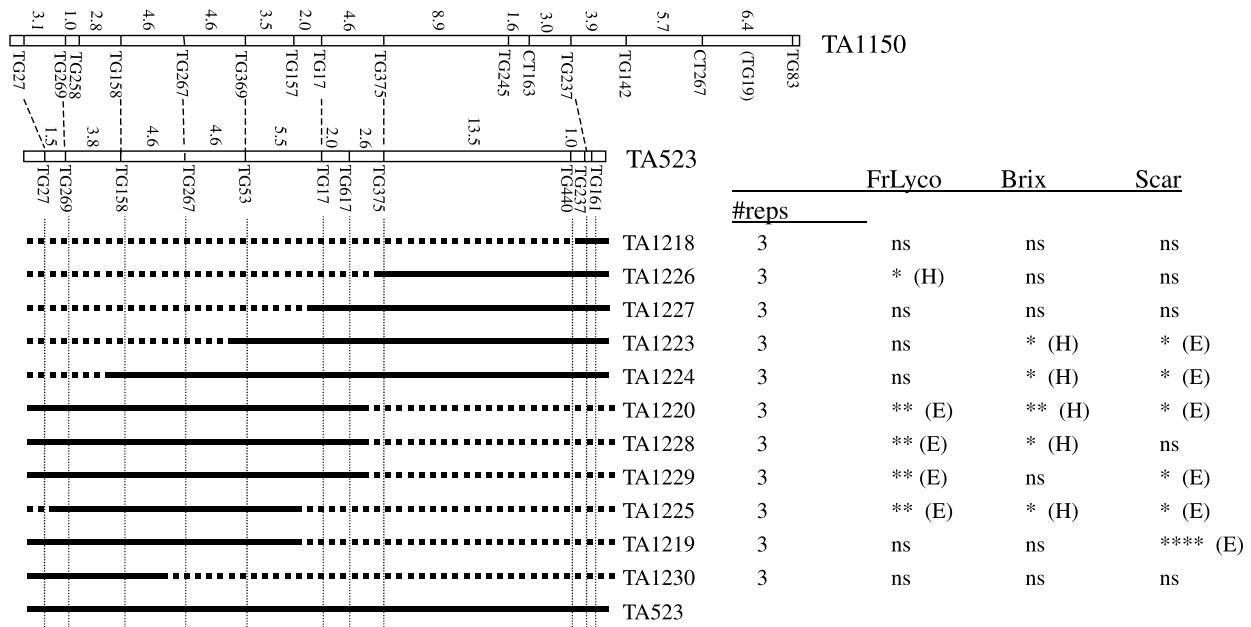 3.1 1.0 2.8 4.6 4.6 3.5 2.0 4.6 8.9 1.6 3.0 3.9 5.7 6.4
TA1150
TG27 TG269 TG258 TG158 TG267 TG369 TG157 TG17 TG375 TG245 CT163 TG237 TG142 CT267 (TG19) TG83
1.5 3.8 4.6 4.6 5.5 2.0 2.6 13.5 1.0
TA523
TG27 TG269 TG158 TG267 TG53 TG17 TG617 TG375 TG440 TG237 TG161
FrLyco Brix Scar
#reps
TA1218 3 ns ns ns
TA1226 3 * (H) ns ns
TA1227 3 ns ns ns
TA1223 3 ns * (H) * (E)
TA1224 3 ns * (H) * (E)
TA1220 3 ** (E) ** (H) * (E)
TA1228 3 ** (E) * (H) ns
TA1229 3 ** (E) ns * (E)
TA1225 3 ** (E) * (H) * (E)
TA1219 3 ns ns **** (E)
TA1230 3 ns ns ns
TA523